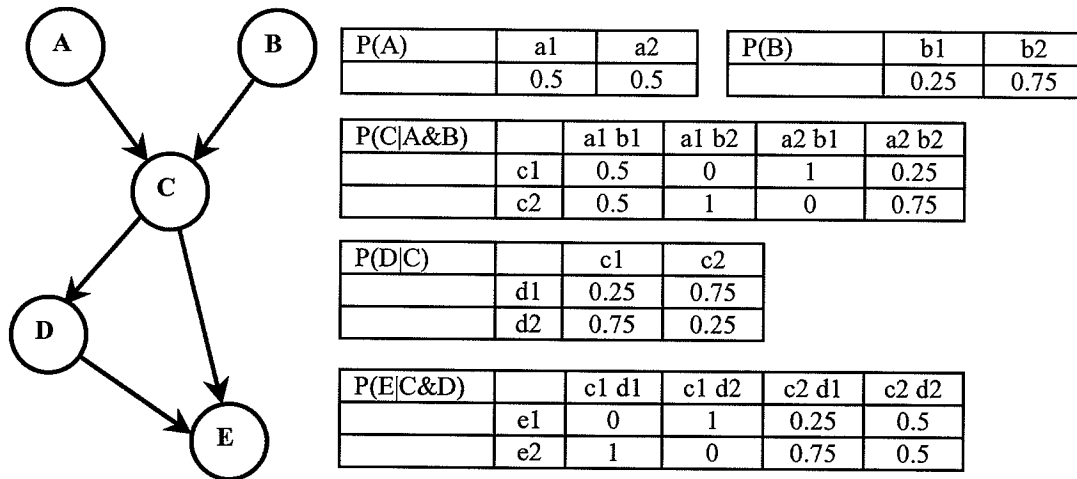 A
B
P(A) a1 a2
0.5 0.5
P(B) b1 b2
0.25 0.75
P(C|A&B) a1 b1 a1 b2 a2 b1 a2 b2
c1 0.5 0 1 0.25
c2 0.5 1 0 0.75
C
P(D|C) c1 c2
d1 0.25 0.75
d2 0.75 0.25
D
P(E|C&D) c1 d1 c1 d2 c2 d1 c2 d2
e1 0 1 0.25 0.5
e2 1 0 0.75 0.5
E